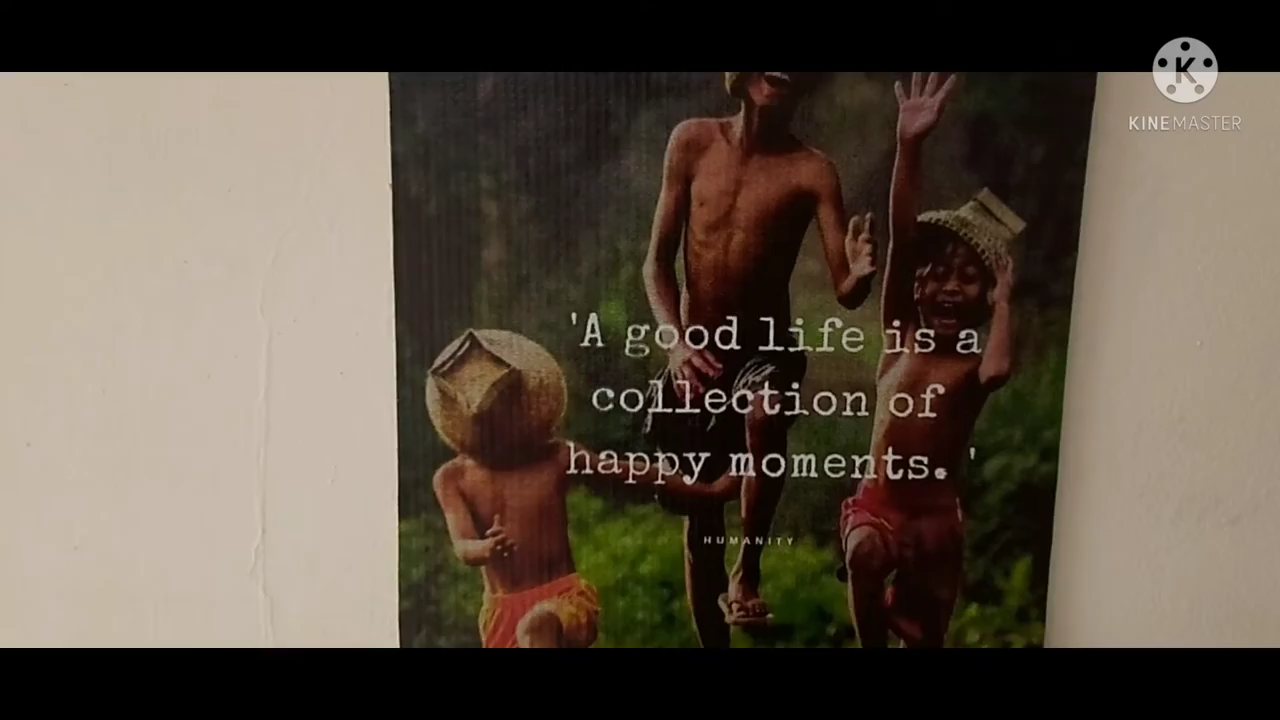 KINEMASTER
'A good life is a
collection of
happy moments.'
HUMANITY